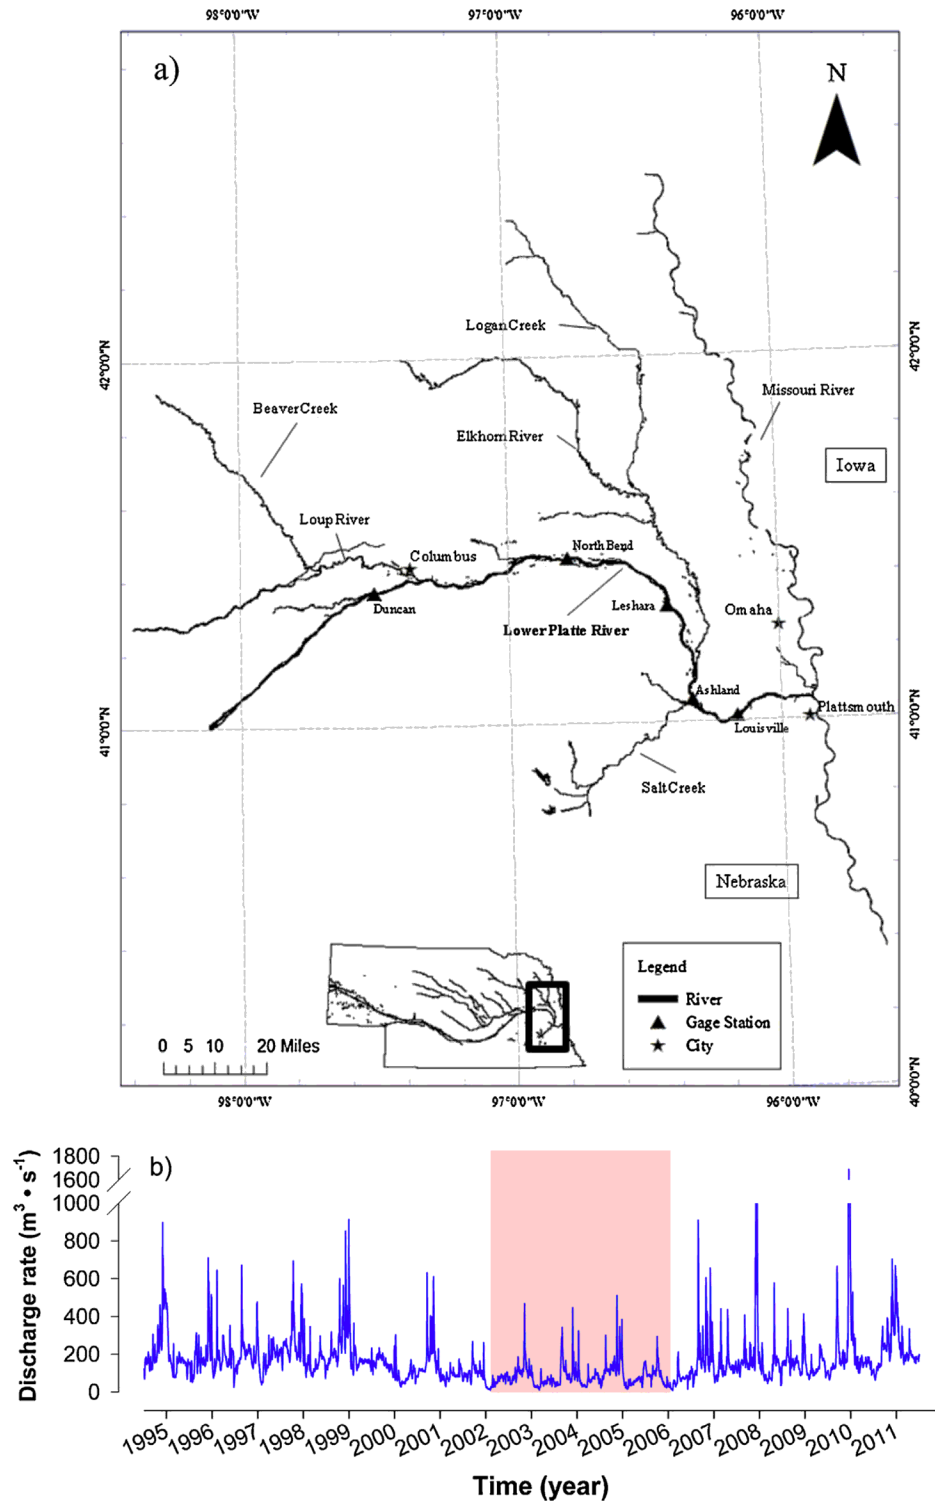 98°0'0"W 97°0'0"W 96°0'0"W
a)
N
Logan Creek
42°0'0"N
42°0'0"N
Missouri River
Beaver Creek
Elkhorn River
Iowa
Loup River
Columbus
North Bend
Duncan
Leshara
Omaha
Lower Platte River
Ashland
Plattsmouth
41°0'0"N
41°0'0"N
Louisville
Salt Creek
Nebraska
Legend
River
Gage Station
City
0 5 10 20 Miles
40°0'0"N
98°0'0"W 97°0'0"W 96°0'0"W
b)
Discharge rate (m³ • s⁻¹)
1800
1600
1000
800
600
400
200
0
1995 1996 1997 1998 1999 2000 2001 2002 2003 2004 2005 2006 2007 2008 2009 2010 2011
Time (year)